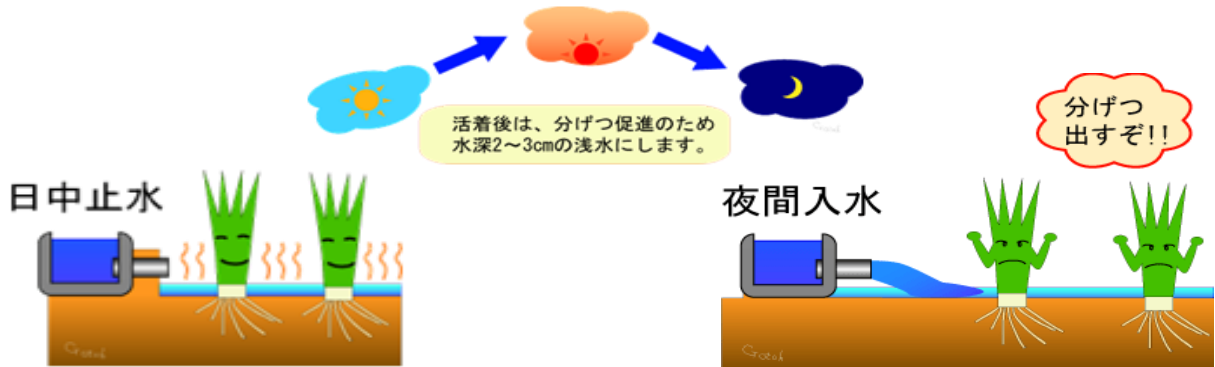 活着後は、分げつ促進のため
水深2～3cmの浅水にします。
分げつ
出すぞ!!
日中止水
夜間入水